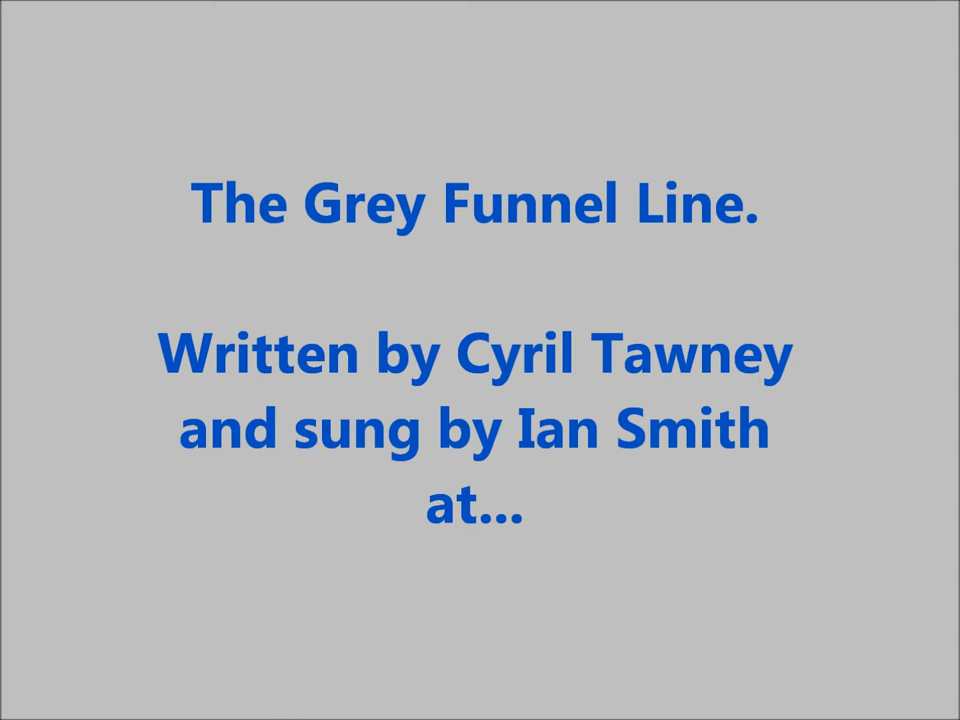 The Grey Funnel Line.
Written by Cyril Tawney
and sung by Ian Smith
at...